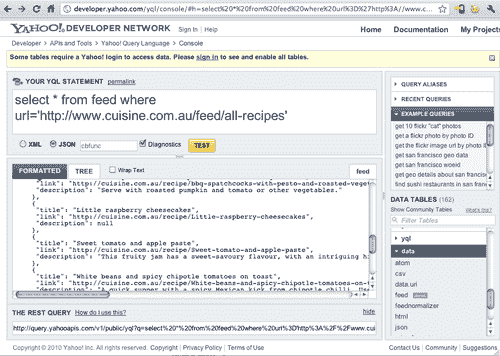 developer.yahoo.com/yql/console/#h=select%20*%20from%20feed%20where%20url%3D%27http%3A//www.c
YAHOO! DEVELOPER NETWORK Sign In | Help Home Documentation My Projec
Developer > APIs and Tools > Yahoo! Query Language > Console
Some tables require a Yahoo! login to access data. Please sign in to see and enable all tables.
YOUR YQL STATEMENT permalink
select * from feed where
url='http://www.cuisine.com.au/feed/all-recipes'
XML JSON cbfunc Diagnostics TEST
FORMATTED TREE Wrap Text feed
"link": "http://cuisine.com.au/recipe/bbq-spatchcocks-with-pesto-and-roasted-veget
"description": "Serve with roasted pumpkin and tomato or other vegetables."
},
{
"title": "Little raspberry cheesecakes",
"link": "http://cuisine.com.au/recipe/Little-raspberry-cheesecakes",
"description": null
},
{
"title": "Sweet tomato and apple paste",
"link": "http://cuisine.com.au/recipe/Sweet-tomato-and-apple-paste",
"description": "This fruity jam has a sweet-savoury flavour, with an intriguing h
},
{
"title": "White beans and spicy chipotle tomatoes on toast",
"link": "http://cuisine.com.au/recipe/White-beans-and-spicy-chipotle-tomatoes-on-t
"description": "A quick supper with a spicy Mexican kick from chipotle chilli.
THE REST QUERY How do I use this? hide
http://query.yahooapis.com/v1/public/yql?q=select%20*%20from%20feed%20where%20url%3D'http%3A%2F%2Fwww.cuis
QUERY ALIASES
RECENT QUERIES
EXAMPLE QUERIES
get 10 flickr "cat" photos
get a flickr photo by photo ID
get the flickr image url by photo ID
get san francisco geo data
get san francisco woeid
get geo details about san francisc
find sushi restaurants in san franc
DATA TABLES (162)
Show Community Tables What's this?
Filter Tables
yql
data
atom
csv
data.uri
feed
feednormalizer
html
json
Copyright © 2010 Yahoo! Inc. All rights reserved. Copyright | Privacy Policy | Terms of Use Contact Us | Community | Suggestions